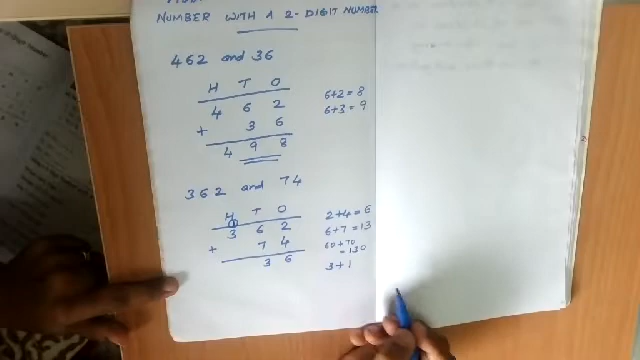 NUMBER WITH A 2-DIGIT NUMBER
462 and 36
H T O
4 6 2
6+2=8
+ 3 6
6+3=9
4 9 8
362 and 74
H T O
2+4=6
1
3 6 2
6+7=13
+ 7 4
60+70
=130
3 6
3+1